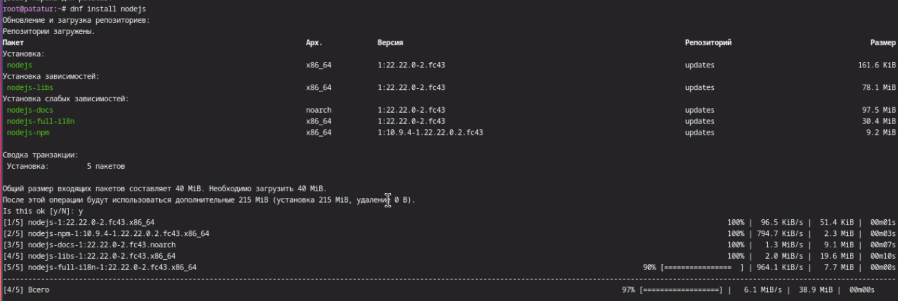 root@patatur:~# dnf install nodejs
Обновление и загрузка репозиториев:
Репозитории загружены.
Пакет Арх. Версия Репозиторий Размер
Установка:
nodejs x86_64 1:22.22.0-2.fc43 updates 161.6 KiB
Установка зависимостей:
nodejs-libs x86_64 1:22.22.0-2.fc43 updates 78.1 MiB
Установка слабых зависимостей:
nodejs-docs noarch 1:22.22.0-2.fc43 updates 97.5 MiB
nodejs-full-i18n x86_64 1:22.22.0-2.fc43 updates 30.4 MiB
nodejs-npm x86_64 1:10.9.4-1.22.22.0.2.fc43 updates 9.2 MiB
Сводка транзакции:
Установка: 5 пакетов
Общий размер входящих пакетов составляет 40 MiB. Необходимо загрузить 40 MiB.
После этой операции будут использоваться дополнительные 215 MiB (установка 215 MiB, удаление 0 B).
Is this ok [y/N]: y
[1/5] nodejs-1:22.22.0-2.fc43.x86_64 100% | 96.5 KiB/s | 51.4 KiB | 00m01s
[2/5] nodejs-npm-1:10.9.4-1.22.22.0.2.fc43.x86_64 100% | 794.7 KiB/s | 2.3 MiB | 00m03s
[3/5] nodejs-docs-1:22.22.0-2.fc43.noarch 100% | 1.3 MiB/s | 9.1 MiB | 00m07s
[4/5] nodejs-libs-1:22.22.0-2.fc43.x86_64 100% | 2.0 MiB/s | 19.6 MiB | 00m10s
[5/5] nodejs-full-i18n-1:22.22.0-2.fc43.x86_64 90% [================ ] | 964.1 KiB/s | 7.7 MiB | 00m00s
[4/5] Всего 97% [==================] | 6.1 MiB/s | 38.9 MiB | 00m00s